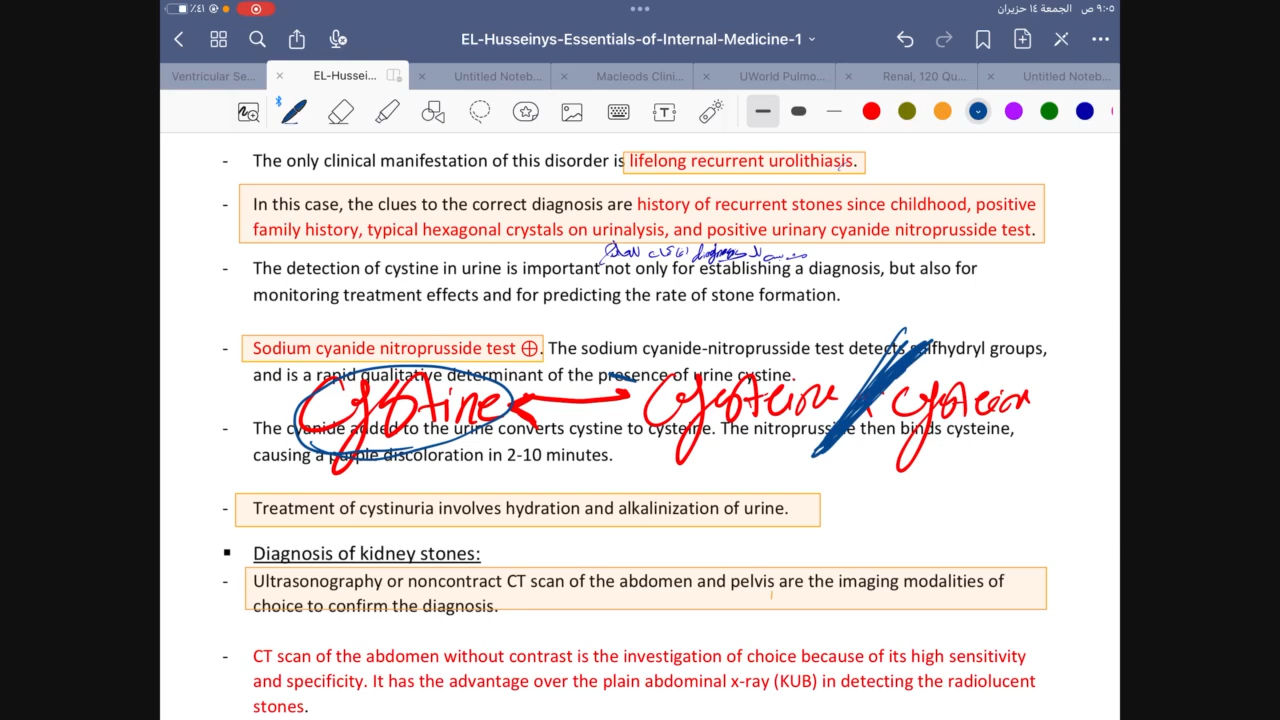 ٪٤١
٩:٠٥ ص الجمعة ١٤ حزيران
EL-Husseinys-Essentials-of-Internal-Medicine-1
Ventricular Se...
EL-Hussei...
Untitled Noteb...
Macleods Clini...
UWorld Pulmo...
Renal, 120 Qu...
Untitled Noteb...
- The only clinical manifestation of this disorder is lifelong recurrent urolithiasis.
- In this case, the clues to the correct diagnosis are history of recurrent stones since childhood, positive
family history, typical hexagonal crystals on urinalysis, and positive urinary cyanide nitroprusside test.
diagnosis
- The detection of cystine in urine is important not only for establishing a diagnosis, but also for
monitoring treatment effects and for predicting the rate of stone formation.
- Sodium cyanide nitroprusside test ⊕. The sodium cyanide-nitroprusside test detects sulfhydryl groups,
and is a rapid qualitative determinant of the presence of urine cystine.
Cystine Cysteine + Cysteine
- The cyanide added to the urine converts cystine to cysteine. The nitroprusside then binds cysteine,
causing a purple discoloration in 2-10 minutes.
- Treatment of cystinuria involves hydration and alkalinization of urine.
▪ Diagnosis of kidney stones:
- Ultrasonography or noncontract CT scan of the abdomen and pelvis are the imaging modalities of
choice to confirm the diagnosis.
- CT scan of the abdomen without contrast is the investigation of choice because of its high sensitivity
and specificity. It has the advantage over the plain abdominal x-ray (KUB) in detecting the radiolucent
stones.